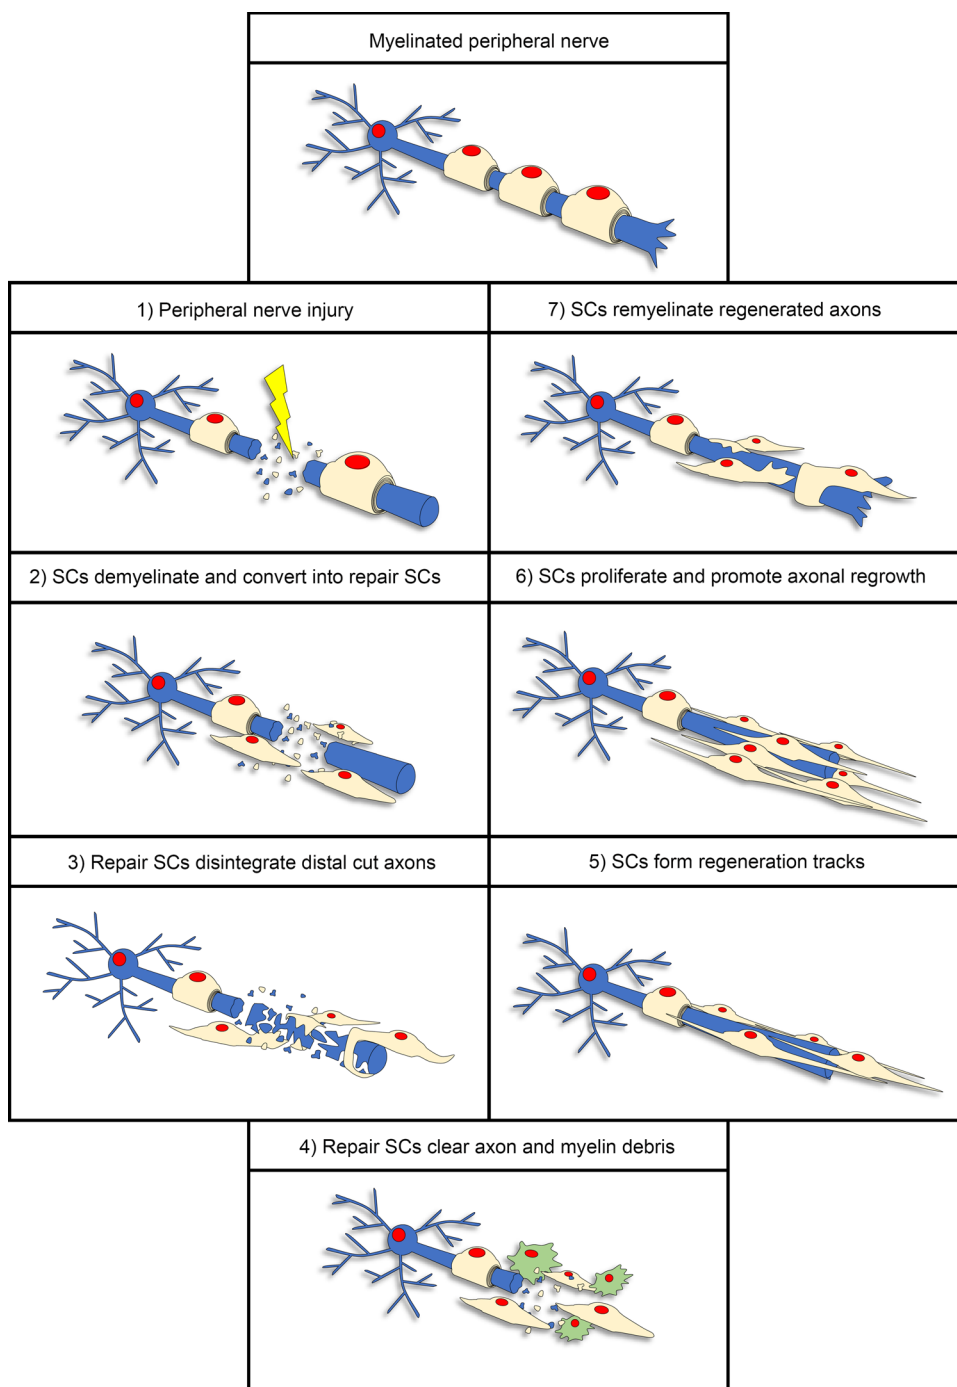 Myelinated peripheral nerve
1) Peripheral nerve injury
7) SCs remyelinate regenerated axons
2) SCs demyelinate and convert into repair SCs
6) SCs proliferate and promote axonal regrowth
3) Repair SCs disintegrate distal cut axons
5) SCs form regeneration tracks
4) Repair SCs clear axon and myelin debris